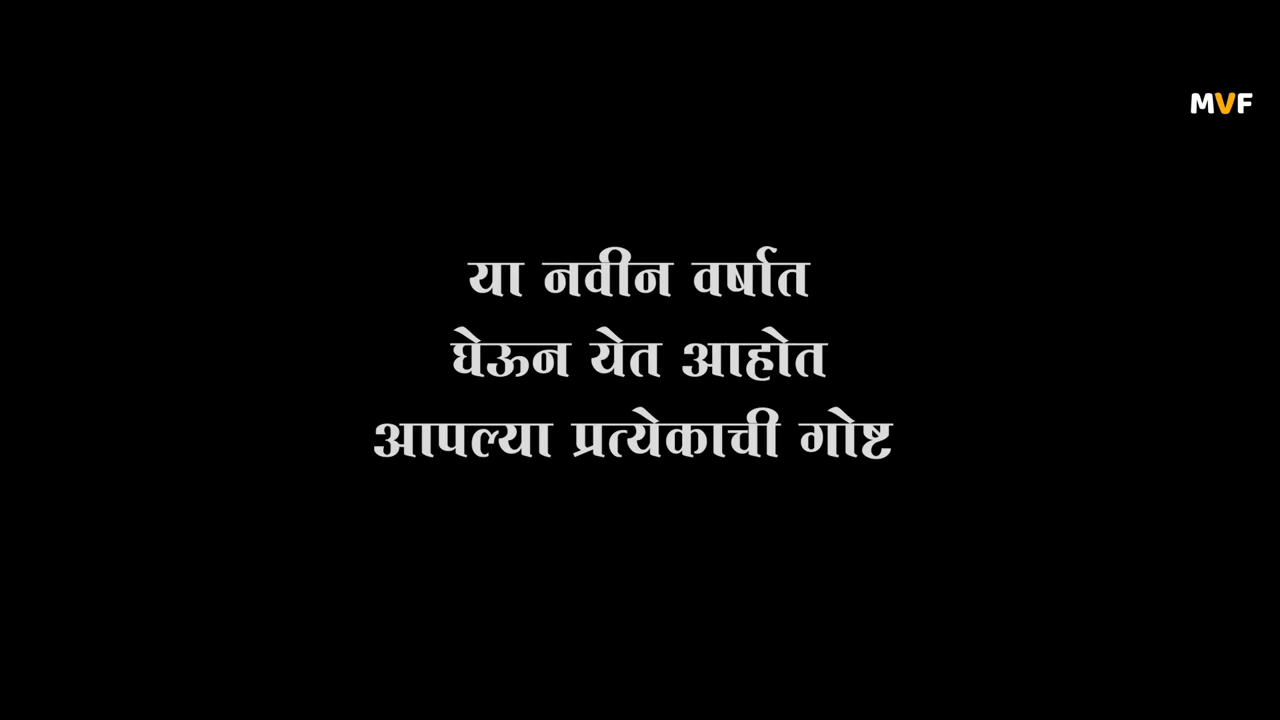 MVF
या नवीन वर्षात
घेऊन येत आहोत
आपल्या प्रत्येकाची गोष्ट